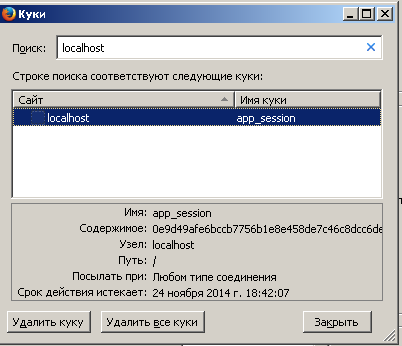 Куки
Поиск: localhost
Строке поиска соответствуют следующие куки:
Сайт Имя куки
localhost app_session
Имя: app_session
Содержимое: 0e9d49afe6bccb7756b1e8e458de7c46c8dcc6de
Узел: localhost
Путь: /
Посылать при: Любом типе соединения
Срок действия истекает: 24 ноября 2014 г. 18:42:07
Удалить куку Удалить все куки Закрыть